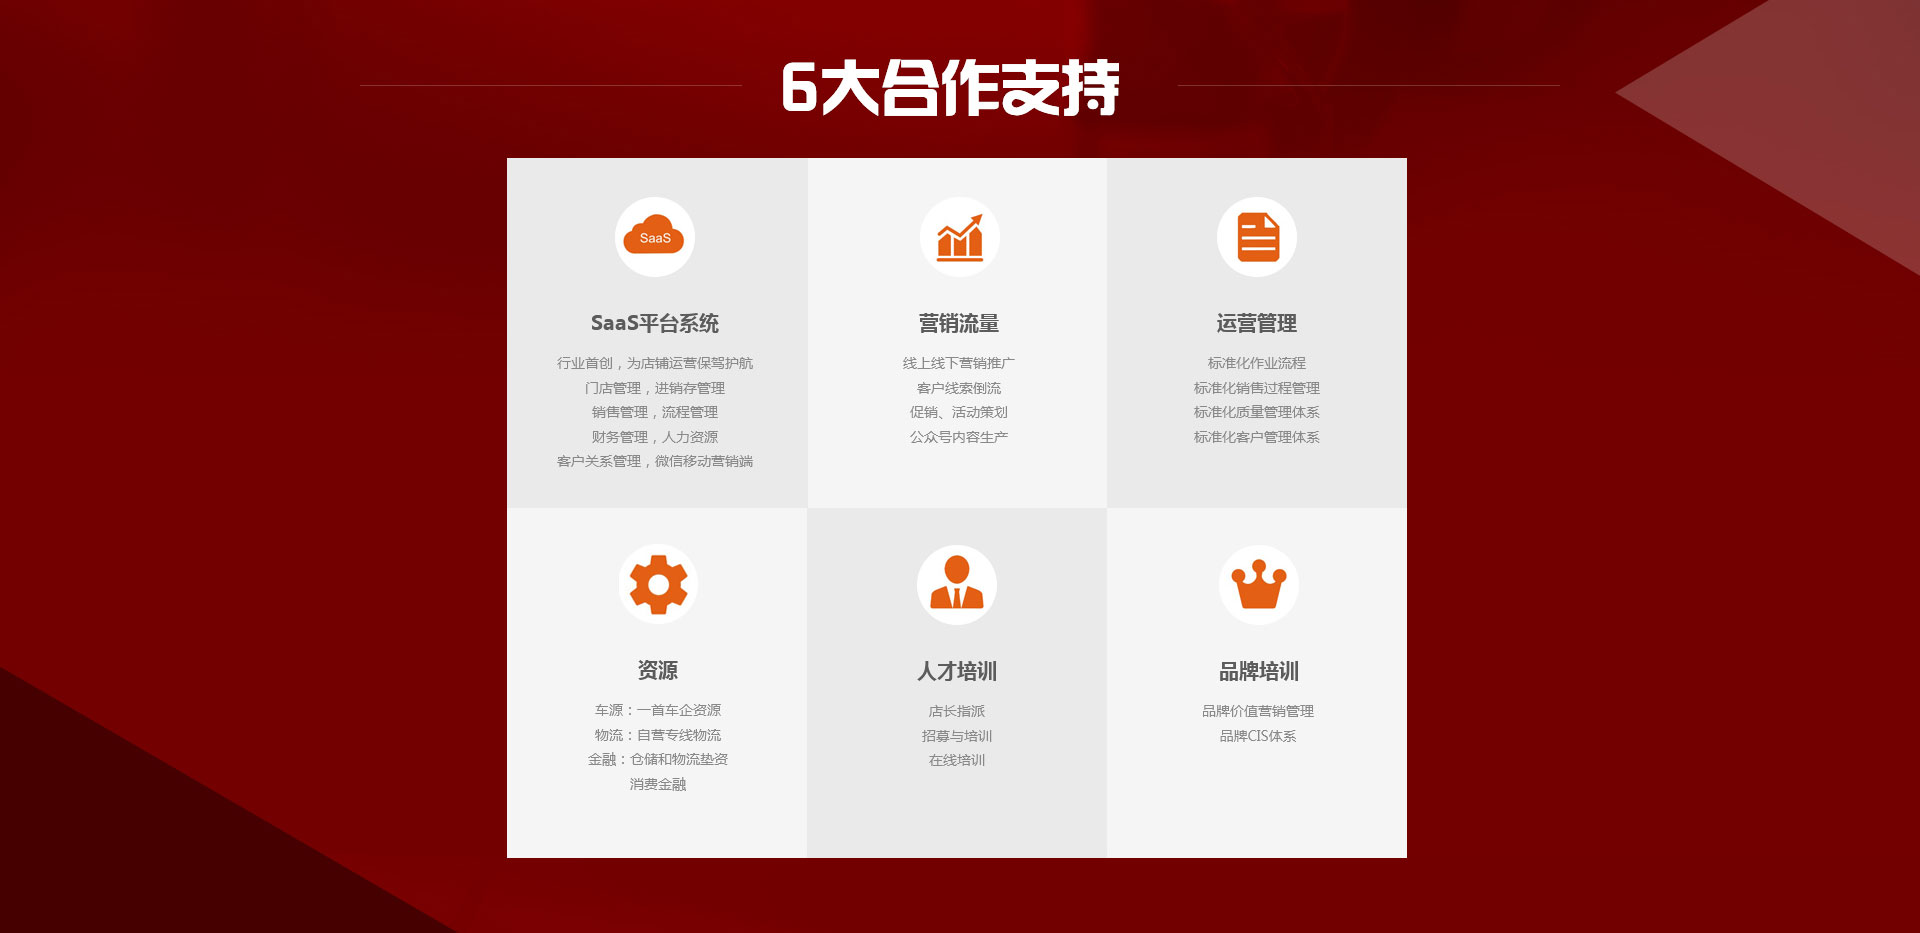 6大合作支持
SaaS
SaaS平台系统
行业首创，为店铺运营保驾护航
门店管理，进销存管理
销售管理，流程管理
财务管理，人力资源
客户关系管理，微信移动营销端
营销流量
线上线下营销推广
客户线索倒流
促销、活动策划
公众号内容生产
运营管理
标准化作业流程
标准化销售过程管理
标准化质量管理体系
标准化客户管理体系
资源
车源：一首车企资源
物流：自营专线物流
金融：仓储和物流垫资
消费金融
人才培训
店长指派
招募与培训
在线培训
品牌培训
品牌价值营销管理
品牌CIS体系